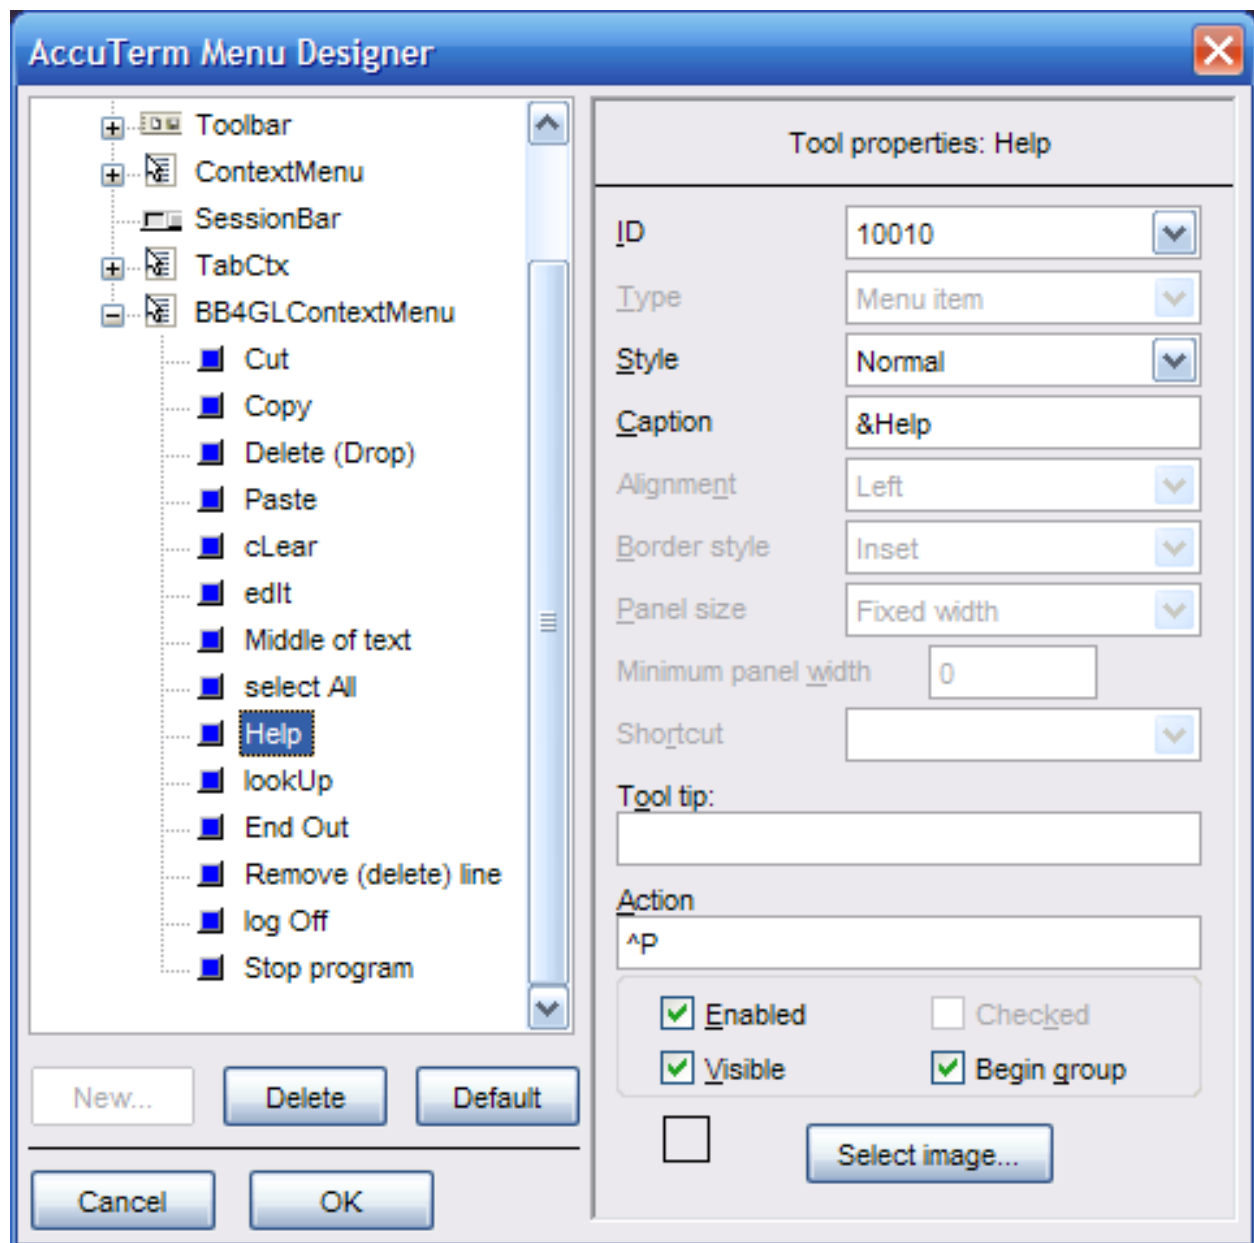 AccuTerm Menu Designer
Toolbar
ContextMenu
SessionBar
TabCtx
BB4GLContextMenu
Cut
Copy
Delete (Drop)
Paste
cLear
edIt
Middle of text
select All
Help
lookUp
End Out
Remove (delete) line
log Off
Stop program
New...
Delete
Default
Cancel
OK
Tool properties: Help
ID
10010
Type
Menu item
Style
Normal
Caption
&Help
Alignment
Left
Border style
Inset
Panel size
Fixed width
Minimum panel width
0
Shortcut
Tool tip:
Action
^P
Enabled
Checked
Visible
Begin group
Select image...